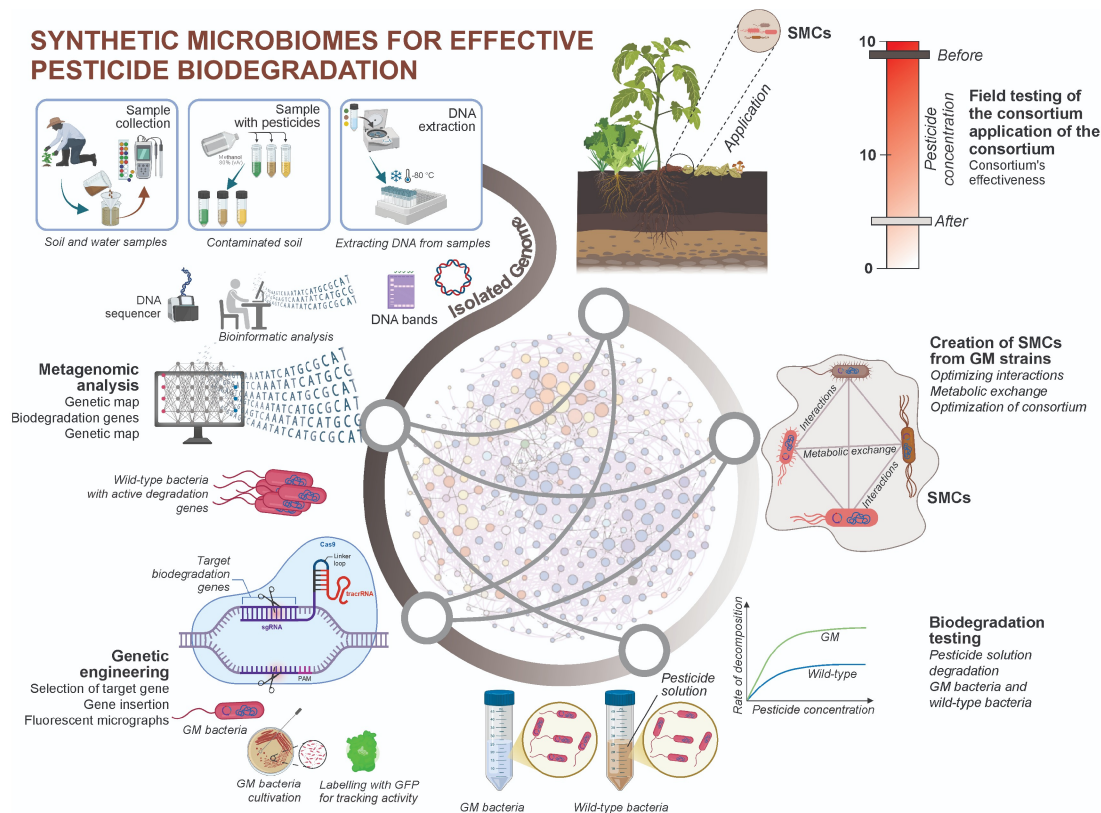 SYNTHETIC MICROBIOMES FOR EFFECTIVE
PESTICIDE BIODEGRADATION
Sample
collection
Soil and water samples
Sample
with pesticides
Methanol
80% (v/v)
Contaminated soil
DNA
extraction
-80 °C
Extracting DNA from samples
Isolated Genome
DNA
sequencer
Bioinformatic analysis
DNA bands
Metagenomic
analysis
Genetic map
Biodegradation genes
Genetic map
Wild-type bacteria
with active degradation
genes
Target
biodegradation
genes
Cas9
Linker
loop
tracrRNA
sgRNA
PAM
Genetic
engineering
Selection of target gene
Gene insertion
Fluorescent micrographs
GM bacteria
GM bacteria
cultivation
Labelling with GFP
for tracking activity
GM bacteria
Wild-type bacteria
Pesticide
solution
Rate of decomposition
GM
Wild-type
Pesticide concentration
Biodegradation
testing
Pesticide solution
degradation
GM bacteria and
wild-type bacteria
Creation of SMCs
from GM strains
Optimizing interactions
Metabolic exchange
Optimization of consortium
Interactions
Metabolic exchange
Interactions
SMCs
SMCs
Application
10
10
0
Before
After
Pesticide
concentration
Field testing of
the consortium
application of the
consortium
Consortium's
effectiveness